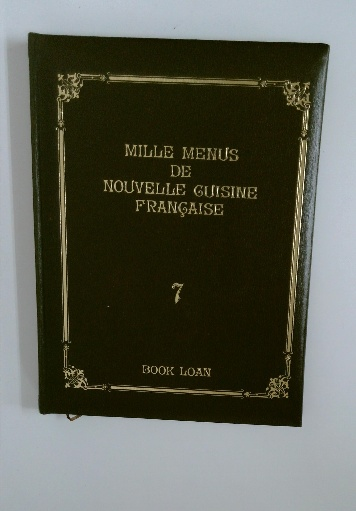 MILLE MENUS
DE
NOUVELLE CUISINE
FRANÇAISE
7
BOOK LOAN